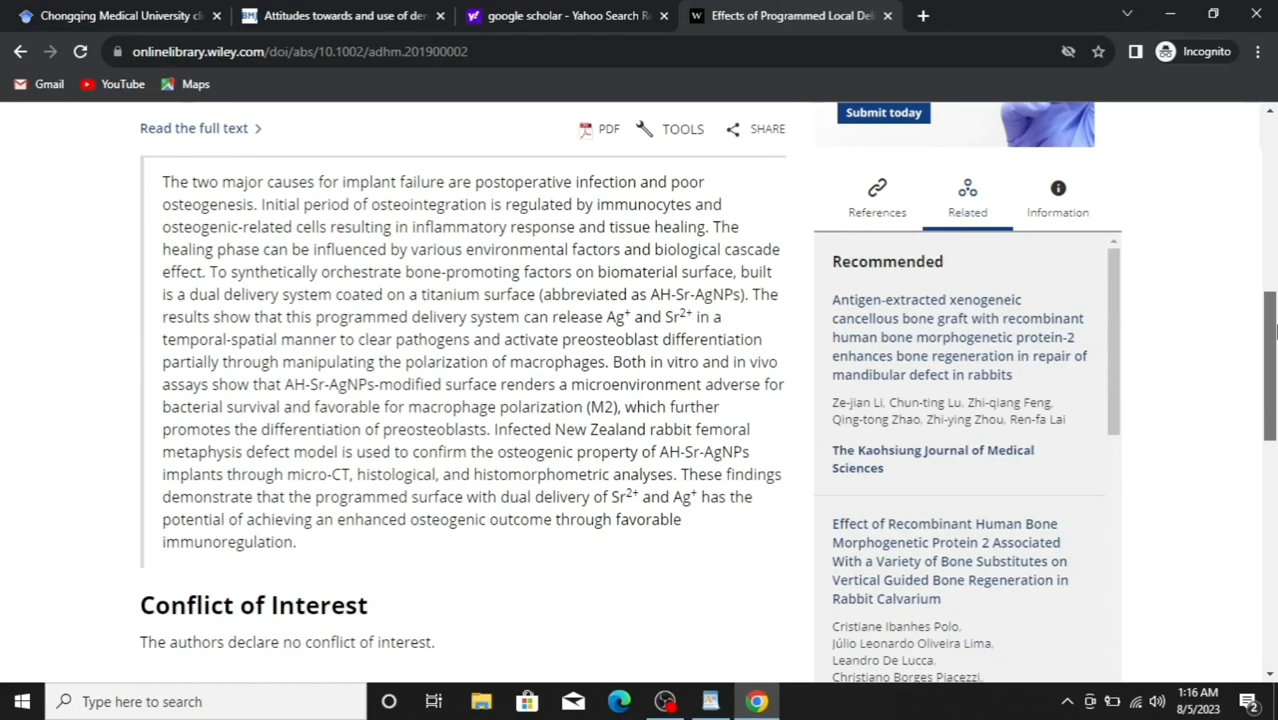 Chongqing Medical University cli
BMJ Attitudes towards and use of den
google scholar - Yahoo Search Re
W Effects of Programmed Local Deli
onlinelibrary.wiley.com/doi/abs/10.1002/adhm.201900002
Incognito
Gmail
YouTube
Maps
Read the full text
PDF
TOOLS
SHARE
The two major causes for implant failure are postoperative infection and poor
osteogenesis. Initial period of osteointegration is regulated by immunocytes and
osteogenic-related cells resulting in inflammatory response and tissue healing. The
healing phase can be influenced by various environmental factors and biological cascade
effect. To synthetically orchestrate bone-promoting factors on biomaterial surface, built
is a dual delivery system coated on a titanium surface (abbreviated as AH-Sr-AgNPs). The
results show that this programmed delivery system can release Ag⁺ and Sr²⁺ in a
temporal-spatial manner to clear pathogens and activate preosteoblast differentiation
partially through manipulating the polarization of macrophages. Both in vitro and in vivo
assays show that AH-Sr-AgNPs-modified surface renders a microenvironment adverse for
bacterial survival and favorable for macrophage polarization (M2), which further
promotes the differentiation of preosteoblasts. Infected New Zealand rabbit femoral
metaphysis defect model is used to confirm the osteogenic property of AH-Sr-AgNPs
implants through micro-CT, histological, and histomorphometric analyses. These findings
demonstrate that the programmed surface with dual delivery of Sr²⁺ and Ag⁺ has the
potential of achieving an enhanced osteogenic outcome through favorable
immunoregulation.
Conflict of Interest
The authors declare no conflict of interest.
Submit today
References
Related
Information
Recommended
Antigen-extracted xenogeneic
cancellous bone graft with recombinant
human bone morphogenetic protein-2
enhances bone regeneration in repair of
mandibular defect in rabbits
Ze-jian Li, Chun-ting Lu, Zhi-qiang Feng,
Qing-tong Zhao, Zhi-ying Zhou, Ren-fa Lai
The Kaohsiung Journal of Medical
Sciences
Effect of Recombinant Human Bone
Morphogenetic Protein 2 Associated
With a Variety of Bone Substitutes on
Vertical Guided Bone Regeneration in
Rabbit Calvarium
Cristiane Ibanhes Polo,
Júlio Leonardo Oliveira Lima,
Leandro De Lucca,
Christiano Borges Piacezzi,
Type here to search
1:16 AM
8/5/2023
2